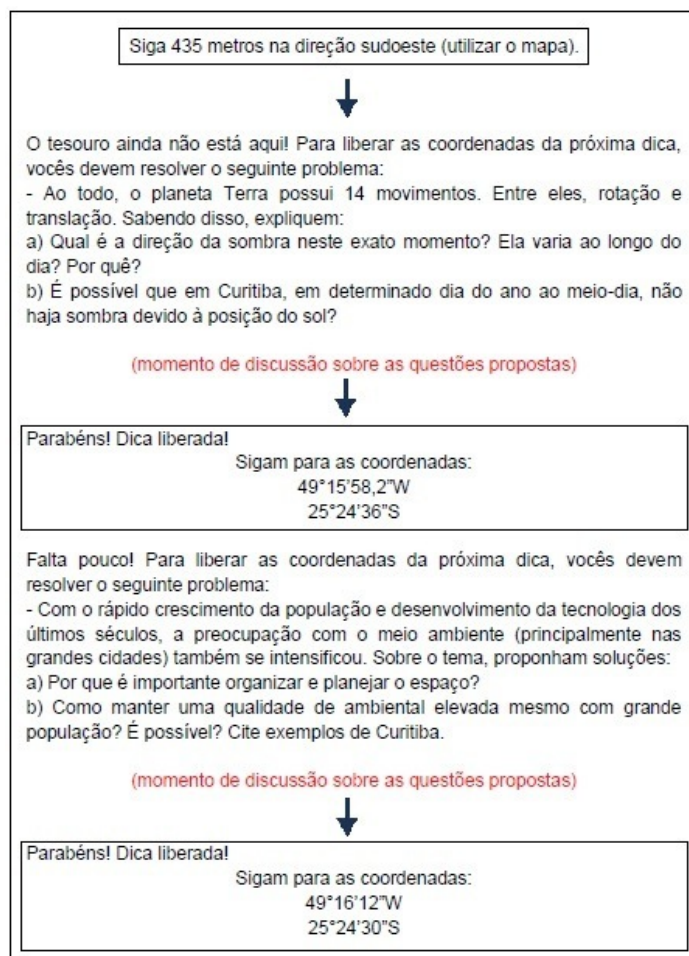 Siga 435 metros na direção sudoeste (utilizar o mapa).
O tesouro ainda não está aqui! Para liberar as coordenadas da próxima dica,
vocês devem resolver o seguinte problema:
- Ao todo, o planeta Terra possui 14 movimentos. Entre eles, rotação e
translação. Sabendo disso, expliquem:
a) Qual é a direção da sombra neste exato momento? Ela varia ao longo do
dia? Por quê?
b) É possível que em Curitiba, em determinado dia do ano ao meio-dia, não
haja sombra devido à posição do sol?
(momento de discussão sobre as questões propostas)
Parabéns! Dica liberada!
Sigam para as coordenadas:
49°15'58,2"W
25°24'36"S
Falta pouco! Para liberar as coordenadas da próxima dica, vocês devem
resolver o seguinte problema:
- Com o rápido crescimento da população e desenvolvimento da tecnologia dos
últimos séculos, a preocupação com o meio ambiente (principalmente nas
grandes cidades) também se intensificou. Sobre o tema, proponham soluções:
a) Por que é importante organizar e planejar o espaço?
b) Como manter uma qualidade de ambiental elevada mesmo com grande
população? É possível? Cite exemplos de Curitiba.
(momento de discussão sobre as questões propostas)
Parabéns! Dica liberada!
Sigam para as coordenadas:
49°16'12"W
25°24'30"S